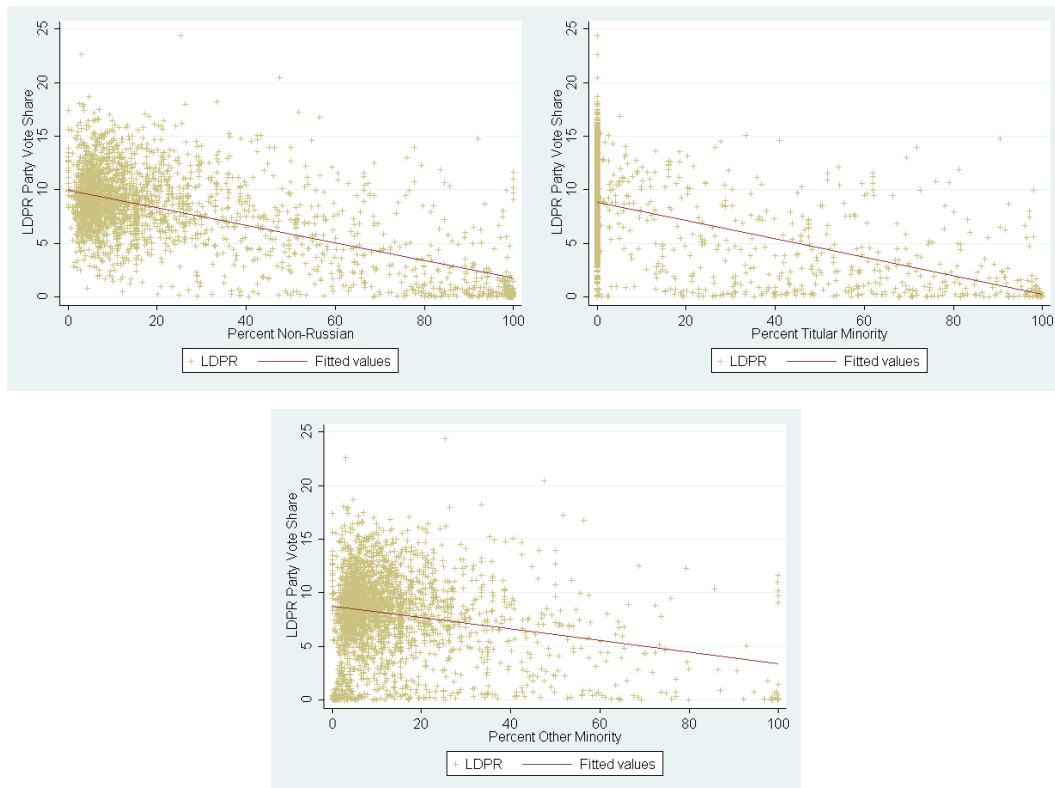 25
20
15
10
5
0
LDPR Party Vote Share
0 20 40 60 80 100
Percent Non-Russian
+ LDPR Fitted values
25
20
15
10
5
0
LDPR Party Vote Share
0 20 40 60 80 100
Percent Titular Minority
+ LDPR Fitted values
25
20
15
10
5
0
LDPR Party Vote Share
0 20 40 60 80 100
Percent Other Minority
+ LDPR Fitted values